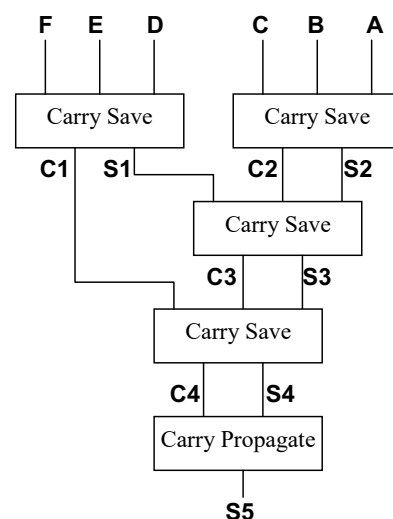 F E D C B A
Carry Save Carry Save
C1 S1 C2 S2
Carry Save
C3 S3
Carry Save
C4 S4
Carry Propagate
S5